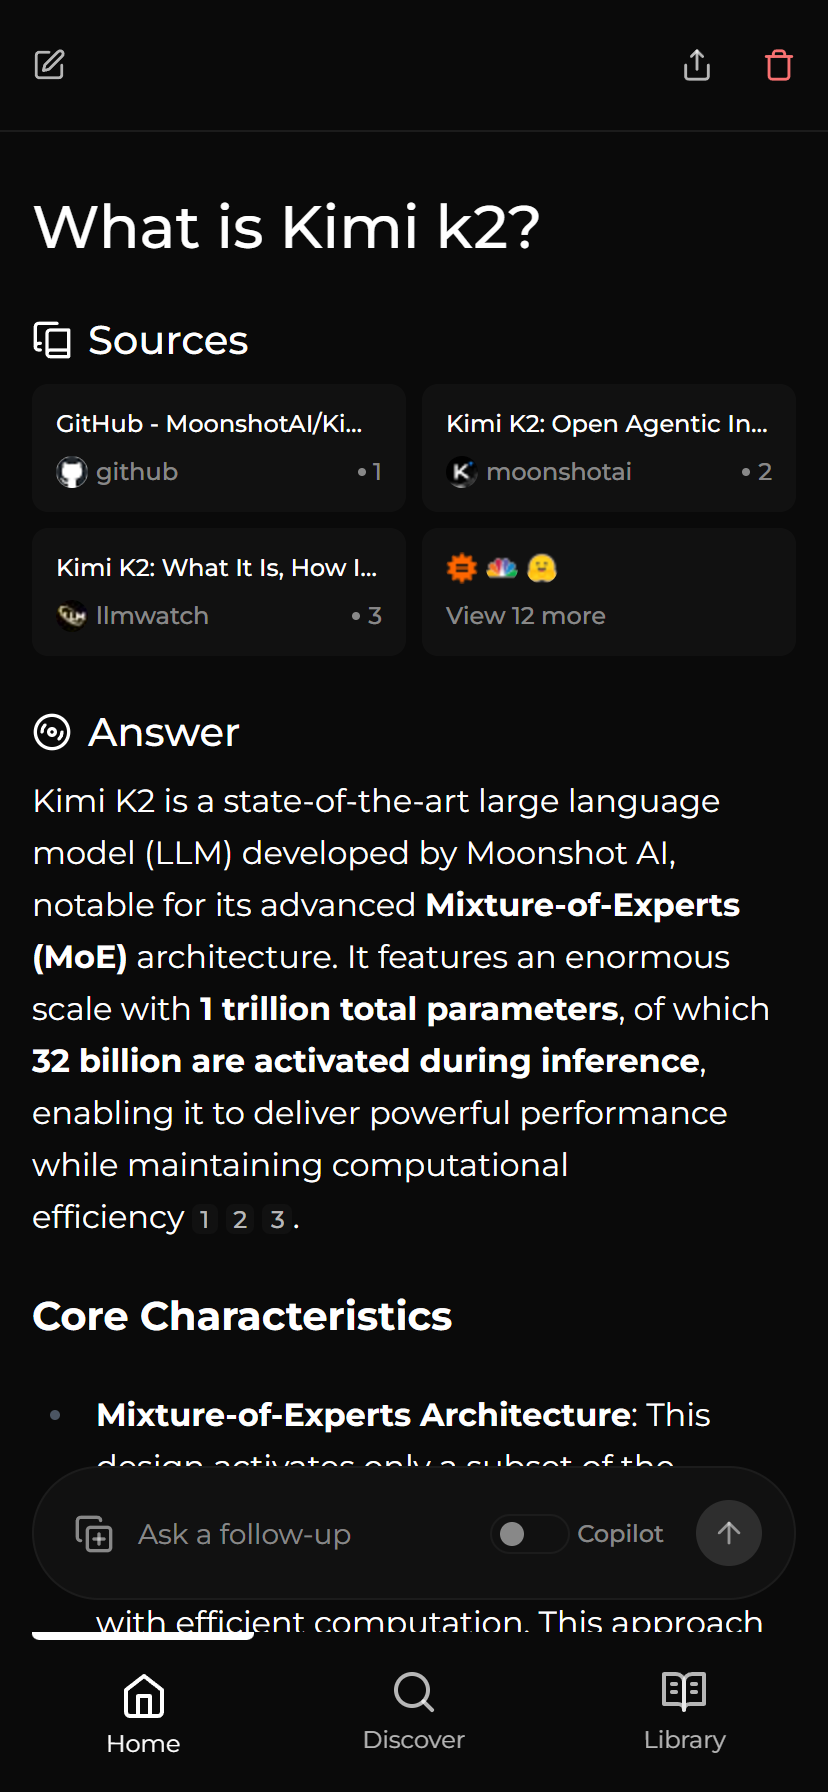 What is Kimi k2?
Sources
GitHub - MoonshotAI/Ki...
github
• 1
Kimi K2: Open Agentic In...
moonshotai
• 2
Kimi K2: What It Is, How I...
llmwatch
• 3
View 12 more
Answer
Kimi K2 is a state-of-the-art large language
model (LLM) developed by Moonshot AI,
notable for its advanced Mixture-of-Experts
(MoE) architecture. It features an enormous
scale with 1 trillion total parameters, of which
32 billion are activated during inference,
enabling it to deliver powerful performance
while maintaining computational
efficiency 1 2 3.
Core Characteristics
• Mixture-of-Experts Architecture: This
design activates only a subset of the
Ask a follow-up
Copilot
with efficient computation. This approach
Home
Discover
Library